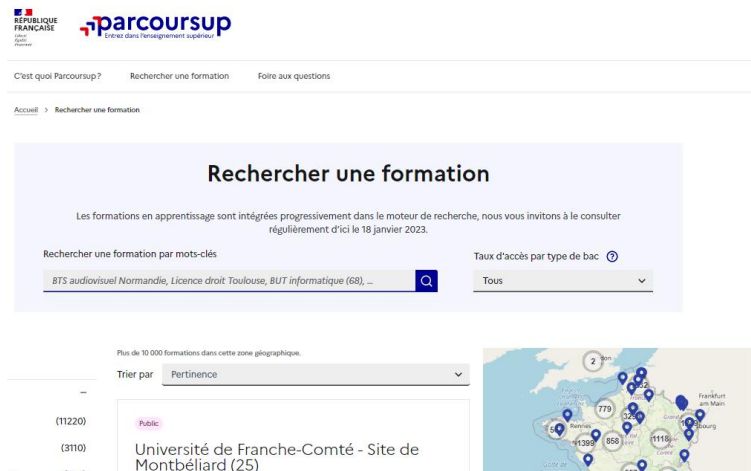 RÉPUBLIQUE
FRANÇAISE
Liberté
Égalité
Fraternité
parcoursup
Entrez dans l'enseignement supérieur
C'est quoi Parcoursup?
Rechercher une formation
Foire aux questions
Accueil > Rechercher une formation
Rechercher une formation
Les formations en apprentissage sont intégrées progressivement dans le moteur de recherche, nous vous invitons à le consulter
régulièrement d'ici le 18 janvier 2023.
Rechercher une formation par mots-clés
Taux d'accès par type de bac
BTS audiovisuel Normandie, Licence droit Toulouse, BUT informatique (68), ...
Tous
Plus de 10 000 formations dans cette zone géographique.
Trier par
Pertinence
(11220)
(3110)
Public
Université de Franche-Comté - Site de
Montbéliard (25)
2
Frankfurt
am Main
779
Rennes
1399
858
1118